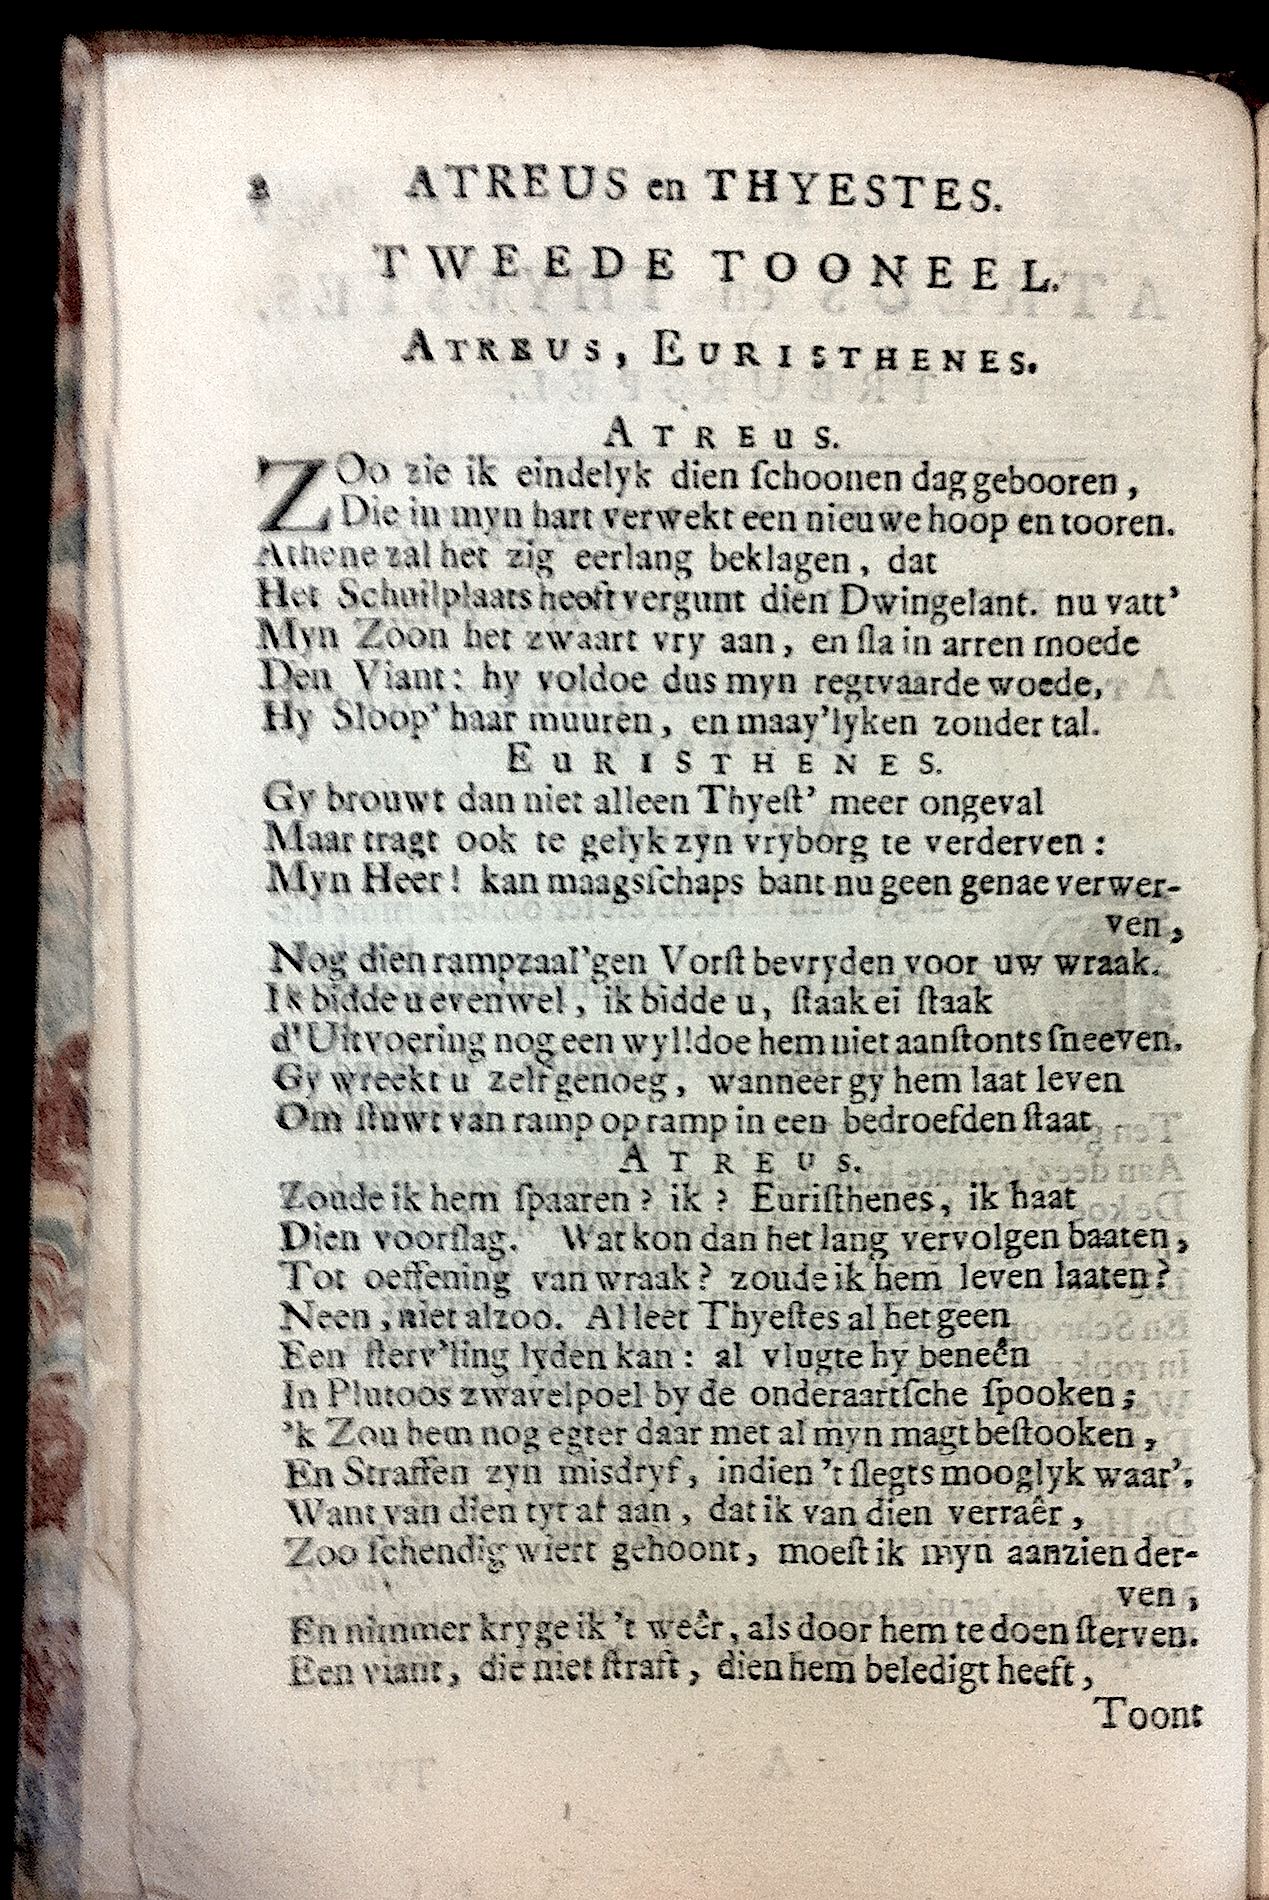 2 ATREUS en THYESTES.
TWEEDE TOONEEL.
ATREUS, EURISTHENES.
ATREUS.
ZOo zie ik eindelyk dien ſchoonen dag gebooren,
Die in myn hart verwekt een nieuwe hoop en tooren.
Athene zal het zig eerlang beklagen, dat
Het Schuilplaats heeft vergunt dien Dwingelant. nu vatt'
Myn Zoon het zwaart vry aan, en ſla in arren moede
Den Viant: hy voldoe dus myn regtvaarde woede,
Hy Sloop' haar muuren, en maay'lyken zonder tal.
EURISTHENES.
Gy brouwt dan niet alleen Thyeſt' meer ongeval
Maar tragt ook te gelyk zyn vryborg te verderven:
Myn Heer! kan maagsſchaps bant nu geen genae verwer-
ven,
Nog dien rampzaal'gen Vorſt bevryden voor uw wraak.
Ik bidde u evenwel, ik bidde u, ſtaak ei ſtaak
d'Uitvoering nog een wyl! doe hem niet aanſtonts ſneeven.
Gy wreekt u zelf genoeg, wanneer gy hem laat leven
Om ſtuwt van ramp op ramp in een bedroefden ſtaat
ATREUS.
Zoude ik hem ſpaaren? ik? Euriſthenes, ik haat
Dien voorſlag. Wat kon dan het lang vervolgen baaten,
Tot oeffening van wraak? zoude ik hem leven laaten?
Neen, niet alzoo. Al leet Thyeſtes al het geen
Een ſterv'ling lyden kan: al vlugte hy beneên
In Plutoos zwavelpoel by de onderaartſche ſpooken;
'k Zou hem nog egter daar met al myn magt beſtooken,
En Straffen zyn misdryf, indien 't ſlegts mooglyk waar'.
Want van dien tyt af aan, dat ik van dien verraêr,
Zoo ſchendig wiert gehoont, moeſt ik myn aanzien der-
ven,
En nimmer kryge ik 't weêr, als door hem te doen ſterven.
Een viant, die niet ſtraft, dien hem beledigt heeft,
Toont